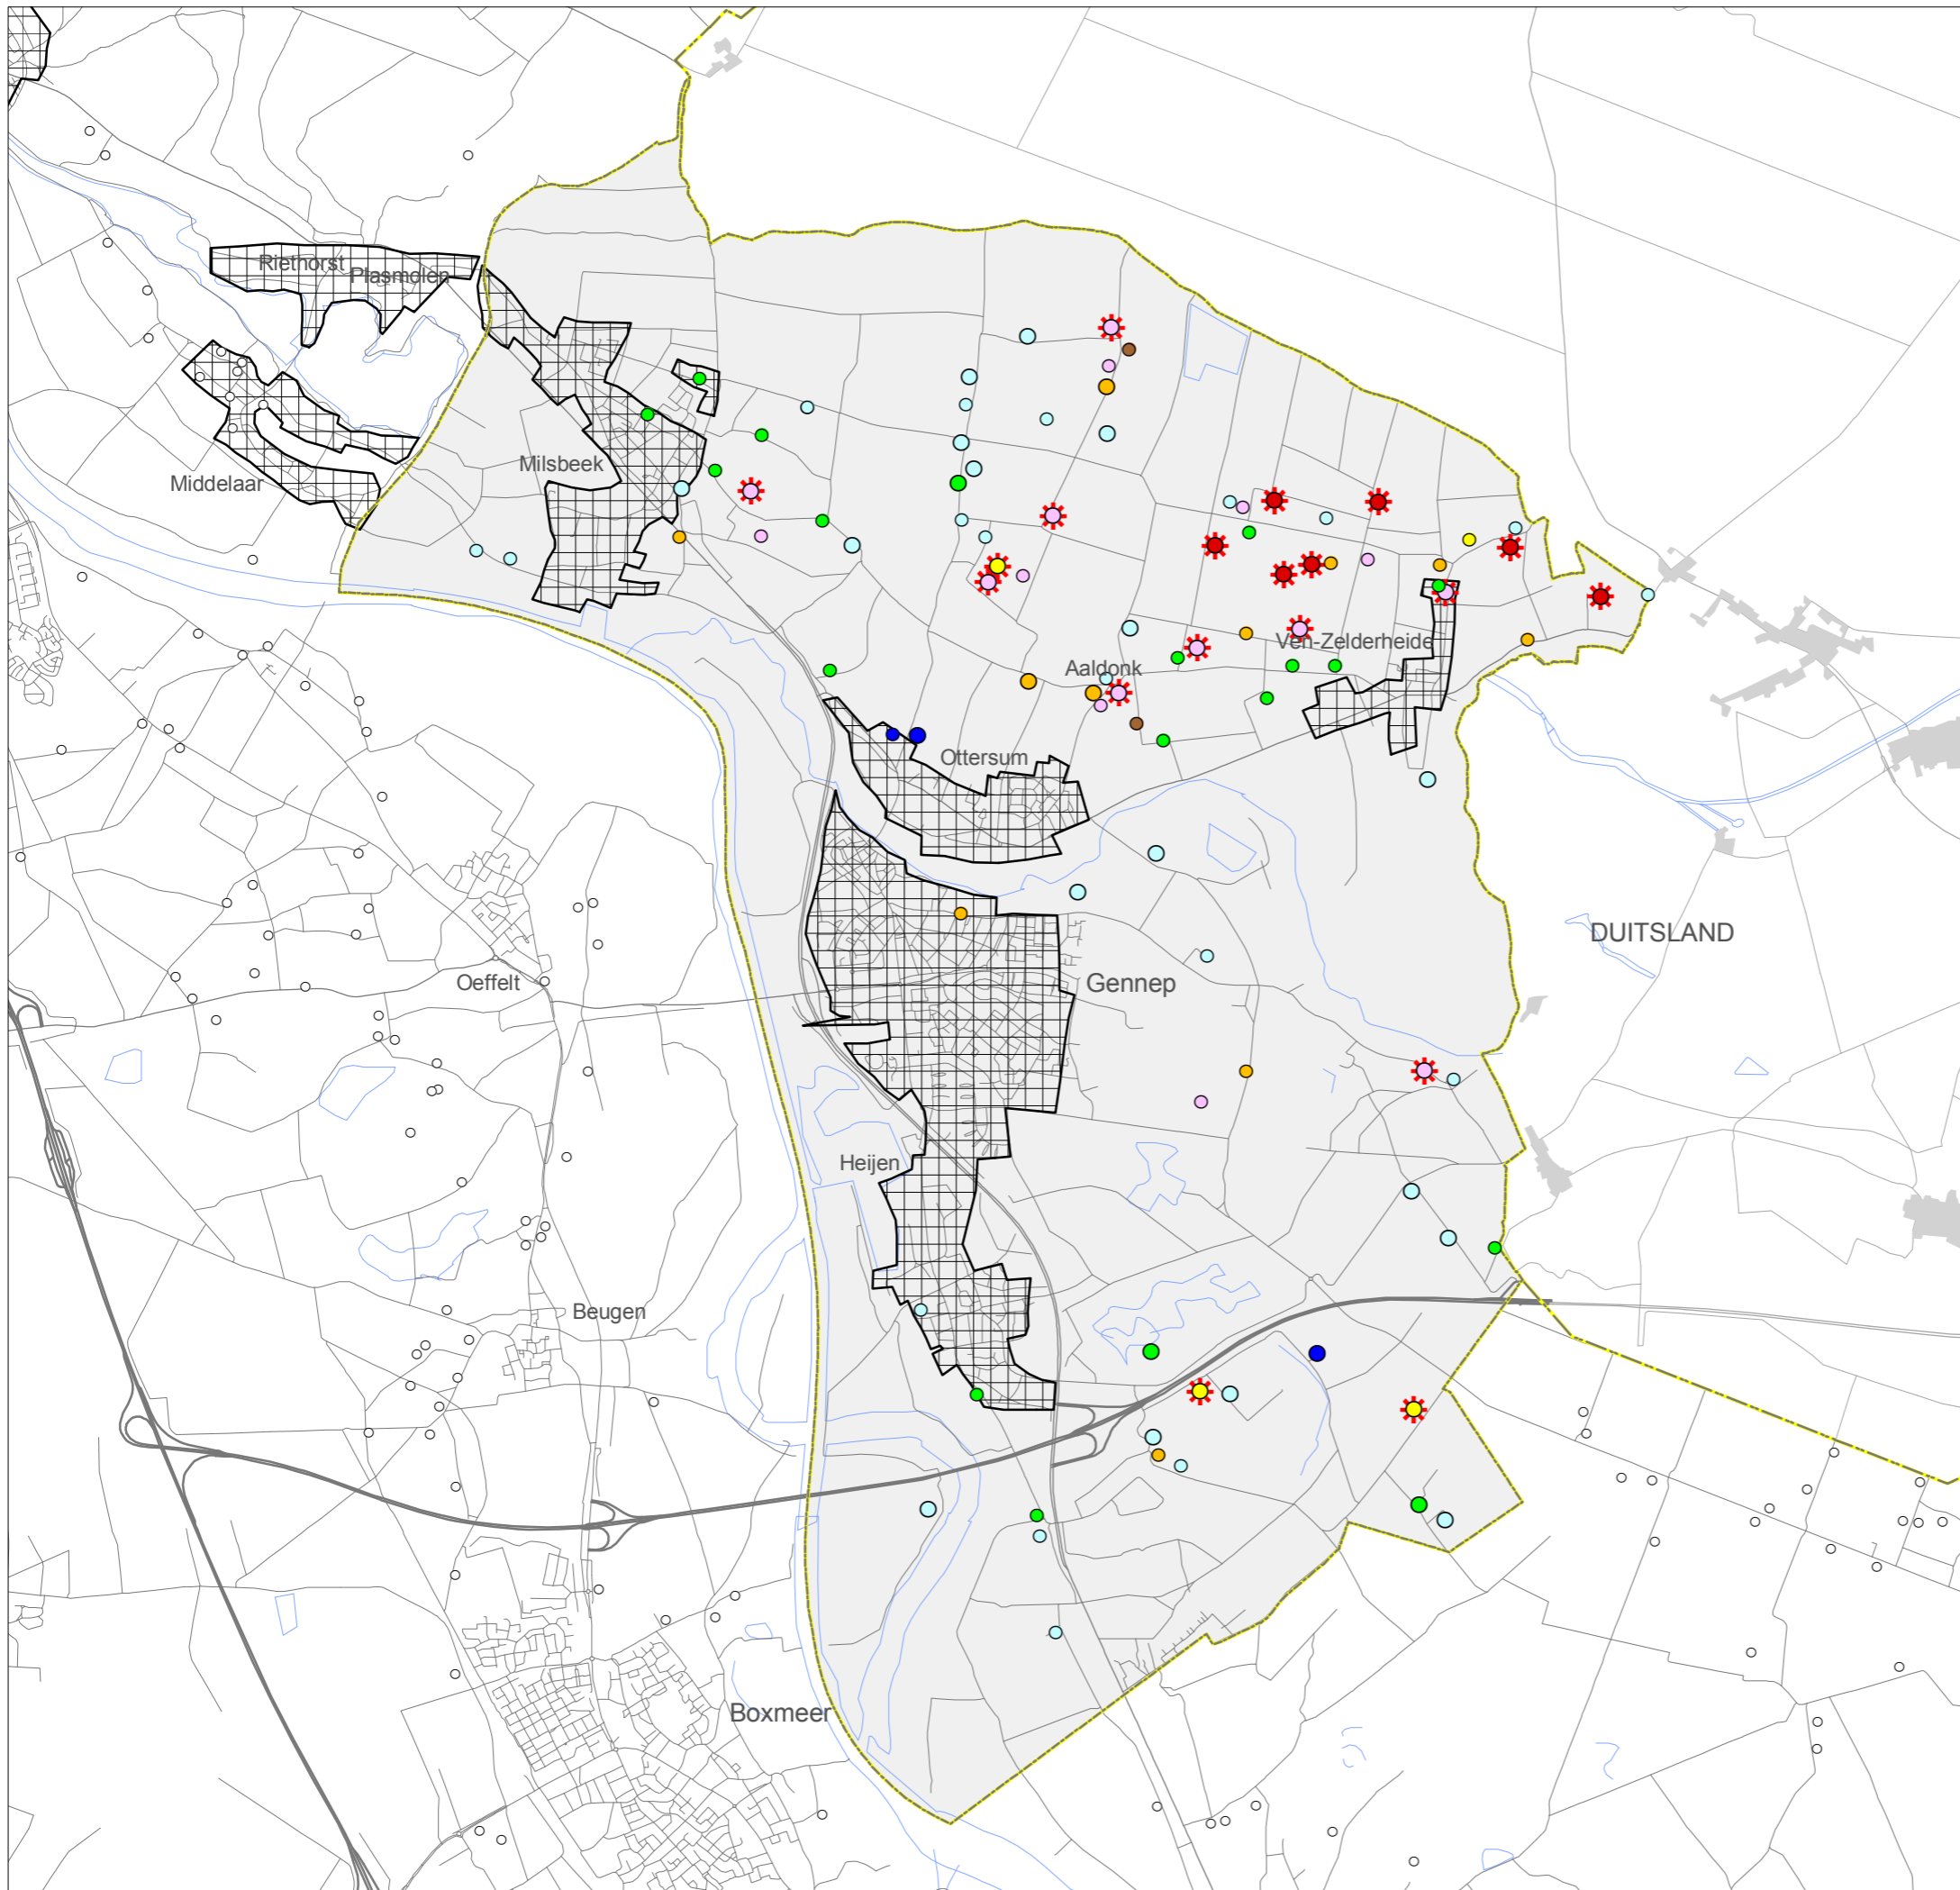 Riethorst
Plasmolen
Milsbeek
Middelaar
Ven-Zelderheide
Aaldonk
Ottersum
DUITSLAND
Oeffelt
Gennep
Heijen
Beugen
Boxmeer